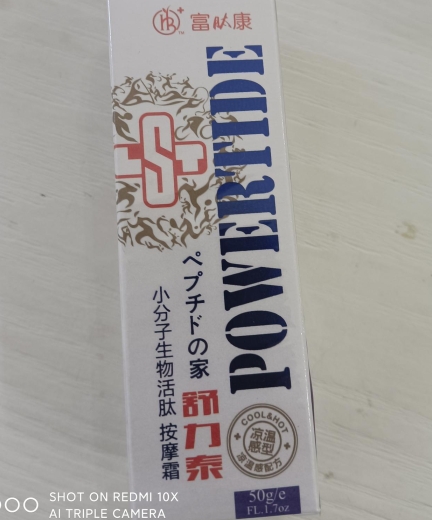 富肽康
TM
POWERTIDE
S
ペプチドの家
小分子生物活肽 按摩霜
舒力泰
COOL&HOT
凉温
感型
凉温感配方
50g/e
FL.1.7oz
SHOT ON REDMI 10X
AI TRIPLE CAMERA